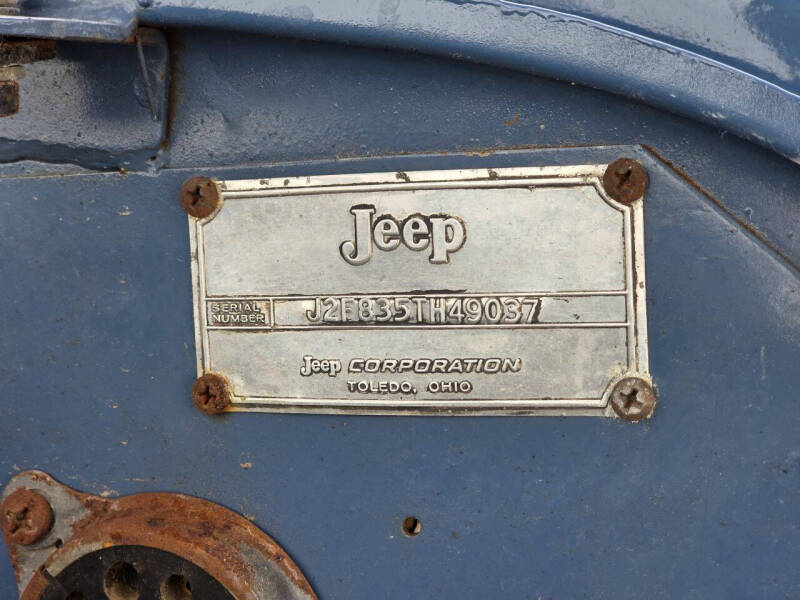 Jeep
SERIAL NUMBER J2F835TH49037
Jeep CORPORATION
TOLEDO, OHIO